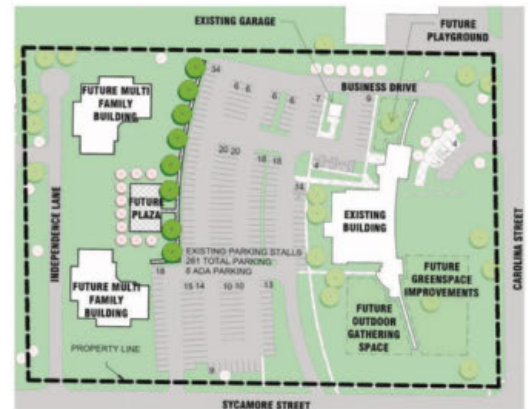 EXISTING GARAGE
FUTURE
PLAYGROUND
BUSINESS DRIVE
34
6
6
6
6
7
9
FUTURE MULTI
FAMILY
BUILDING
20 20
18 18
4
14
FUTURE
PLAZA
EXISTING
BUILDING
INDEPENDENCE LANE
CAROLINA STREET
EXISTING PARKING STALLS
261 TOTAL PARKING
8 ADA PARKING
18
15 14
10 10
13
FUTURE MULTI
FAMILY
BUILDING
FUTURE
GREENSPACE
IMPROVEMENTS
FUTURE
OUTDOOR
GATHERING
SPACE
PROPERTY LINE
9
SYCAMORE STREET